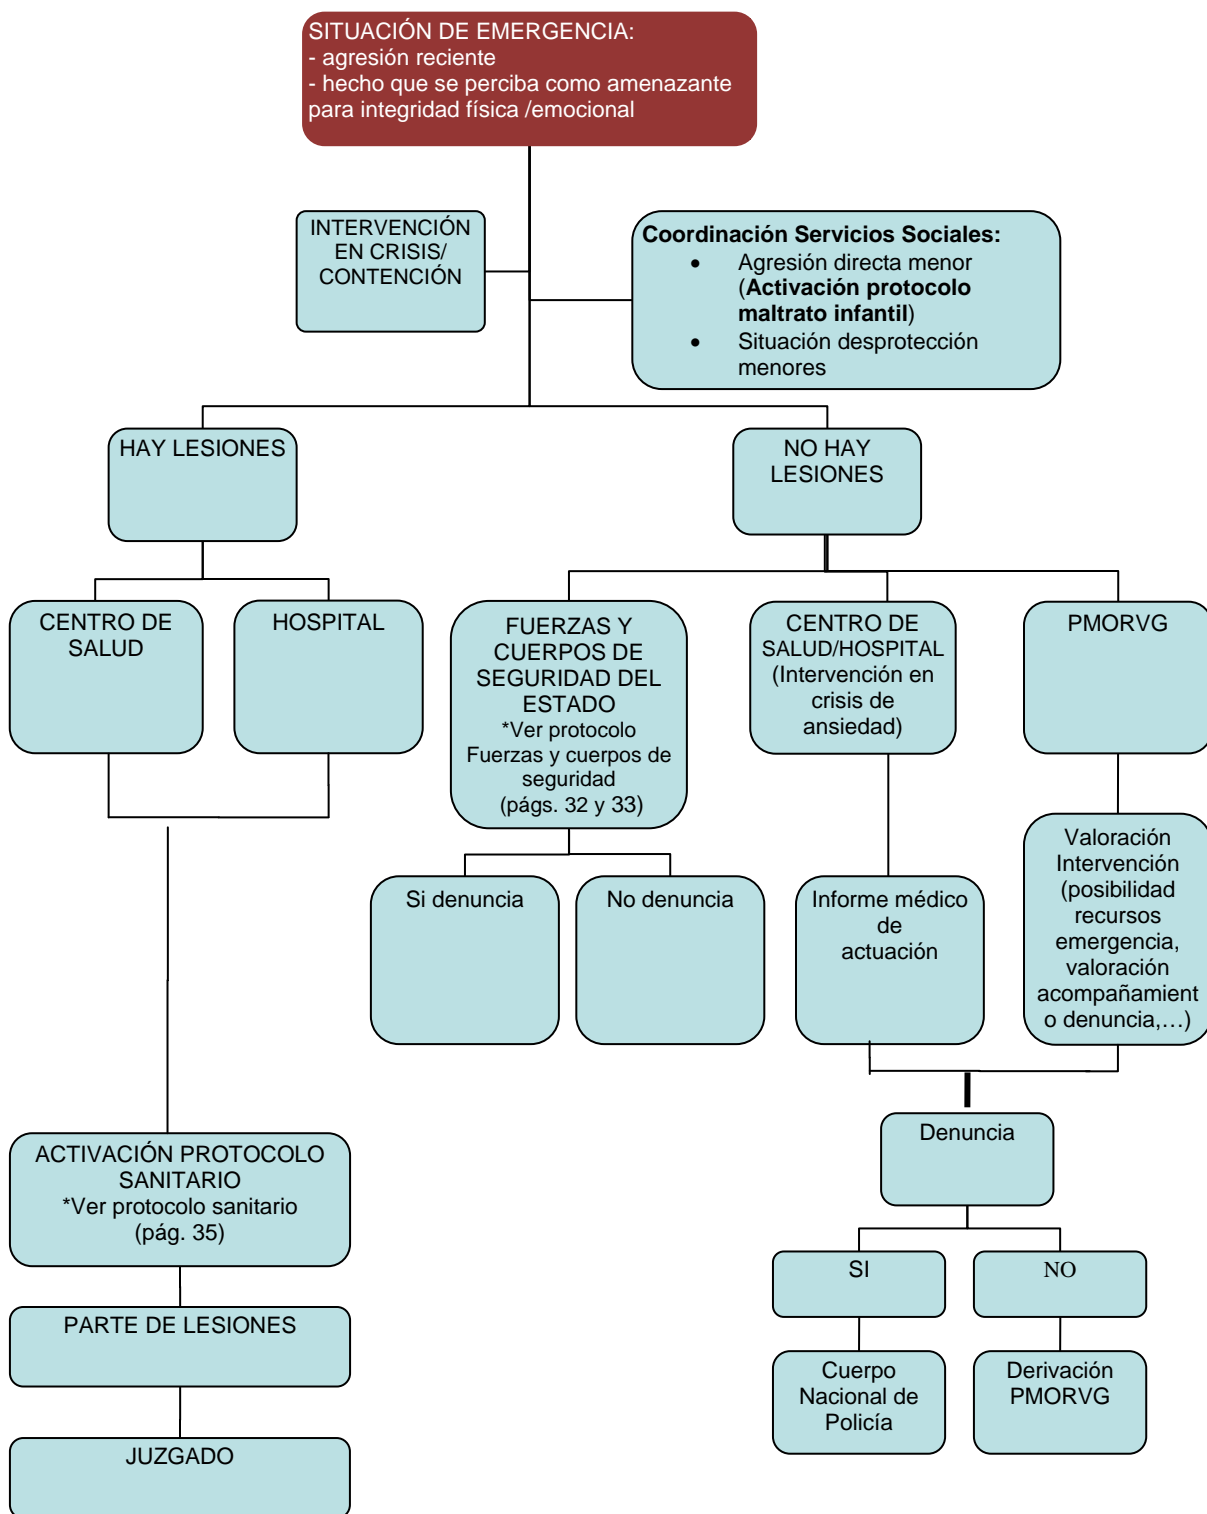 SITUACIÓN DE EMERGENCIA:
- agresión reciente
- hecho que se perciba como amenazante
para integridad física /emocional
INTERVENCIÓN
EN CRISIS/
CONTENCIÓN
Coordinación Servicios Sociales:
• Agresión directa menor
(Activación protocolo
maltrato infantil)
• Situación desprotección
menores
HAY LESIONES
NO HAY
LESIONES
CENTRO DE
SALUD
HOSPITAL
FUERZAS Y
CUERPOS DE
SEGURIDAD DEL
ESTADO
*Ver protocolo
Fuerzas y cuerpos de
seguridad
(págs. 32 y 33)
CENTRO DE
SALUD/HOSPITAL
(Intervención en
crisis de
ansiedad)
PMORVG
Si denuncia
No denuncia
Informe médico
de
actuación
Valoración
Intervención
(posibilidad
recursos
emergencia,
valoración
acompañamient
o denuncia,…)
Denuncia
ACTIVACIÓN PROTOCOLO
SANITARIO
*Ver protocolo sanitario
(pág. 35)
SI
NO
PARTE DE LESIONES
Cuerpo
Nacional de
Policía
Derivación
PMORVG
JUZGADO